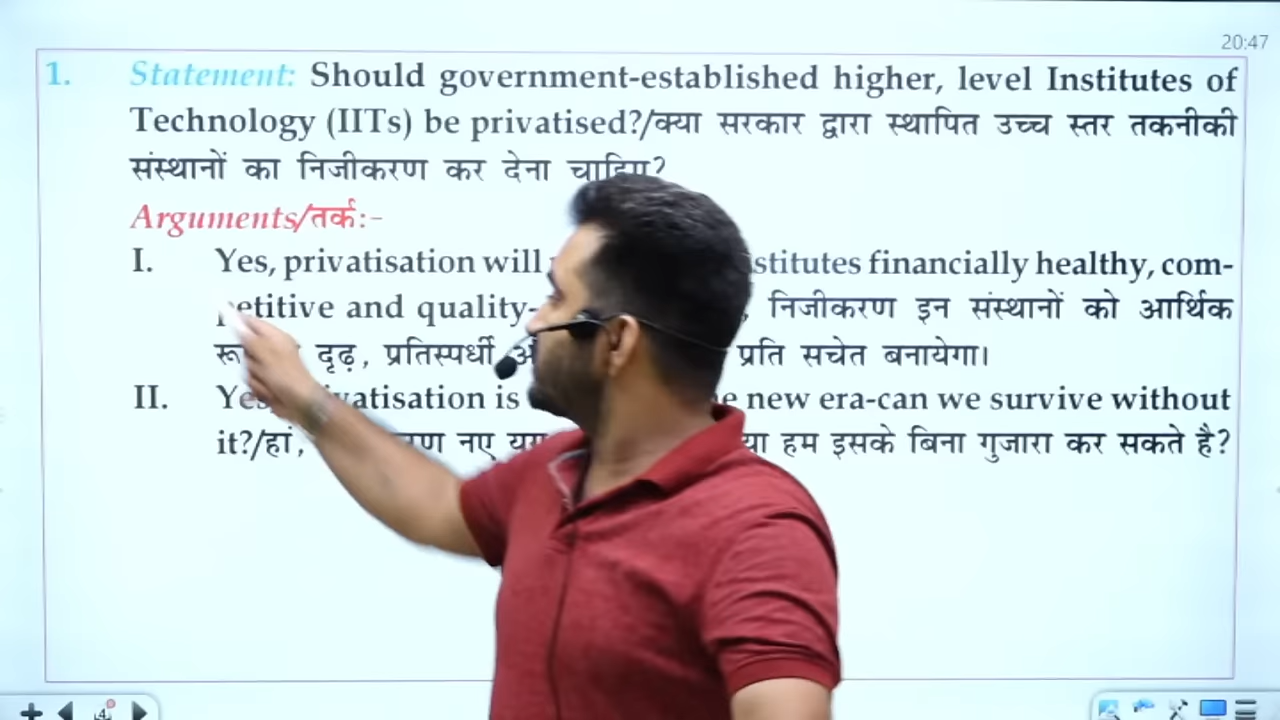 20:47
1. Statement: Should government-established higher, level Institutes of
Technology (IITs) be privatised?/क्या सरकार द्वारा स्थापित उच्च स्तर तकनीकी
संस्थानों का निजीकरण कर देना चाहिए?
Arguments/तर्क:-
I. Yes, privatisation will financially healthy, com-
petitive and quality- निजीकरण इन संस्थानों को आर्थिक
दृढ़, प्रतिस्पर्धी प्रति सचेत बनायेगा।
II. is new era-can we survive without
it?/हां, नए हम इसके बिना गुजारा कर सकते है?